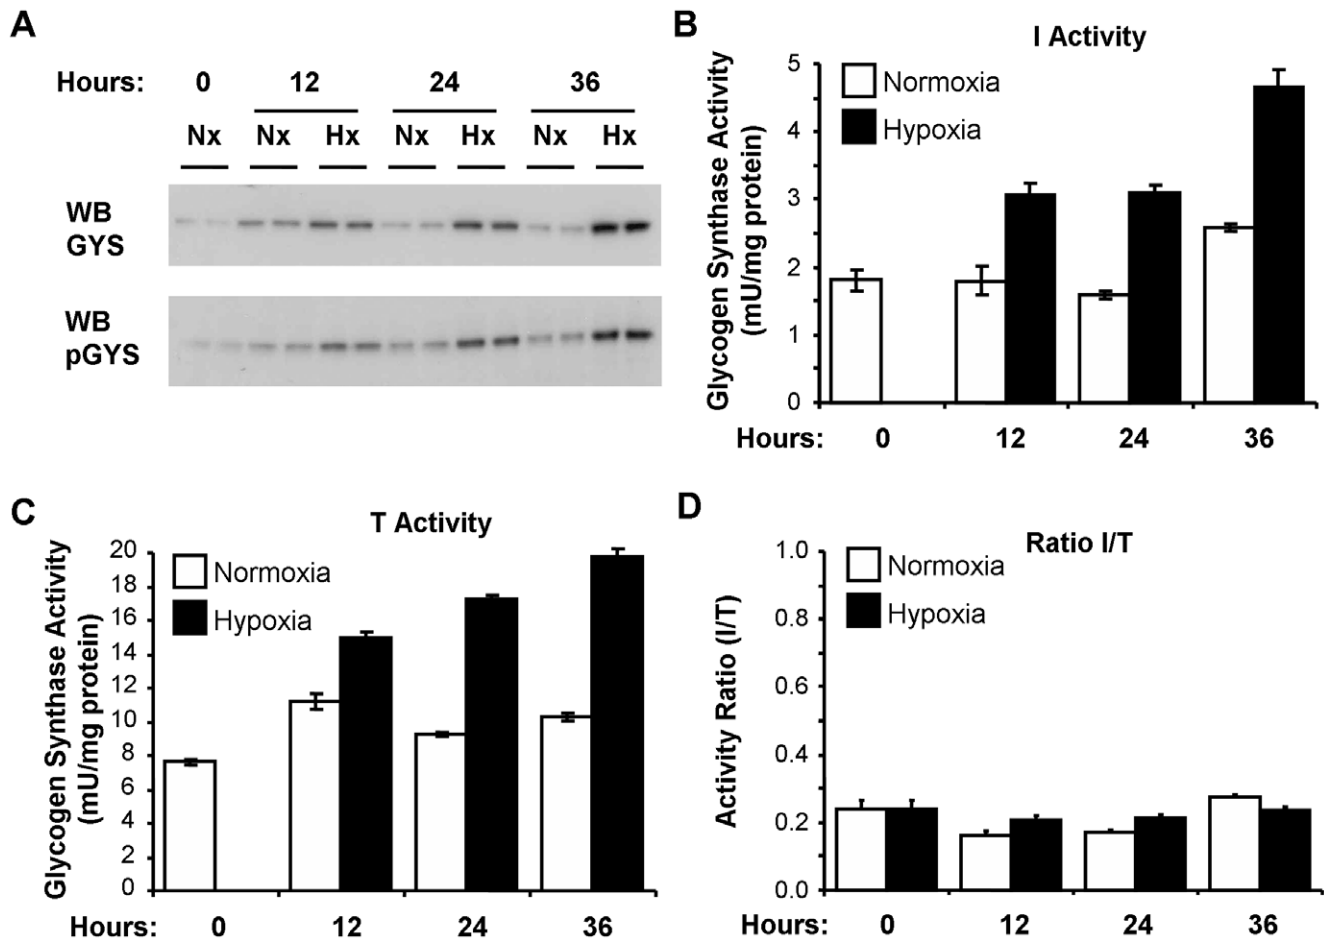 A
Hours: 0 12 24 36
Nx Nx Hx Nx Hx Nx Hx
WB
GYS
WB
pGYS
B
I Activity
Glycogen Synthase Activity
(mU/mg protein)
5
4
3
2
1
0
Normoxia
Hypoxia
Hours: 0 12 24 36
C
T Activity
Glycogen Synthase Activity
(mU/mg protein)
20
18
16
14
12
10
8
6
4
2
0
Normoxia
Hypoxia
Hours: 0 12 24 36
D
Ratio I/T
Activity Ratio (I/T)
1.0
0.8
0.6
0.4
0.2
0.0
Normoxia
Hypoxia
Hours: 0 12 24 36